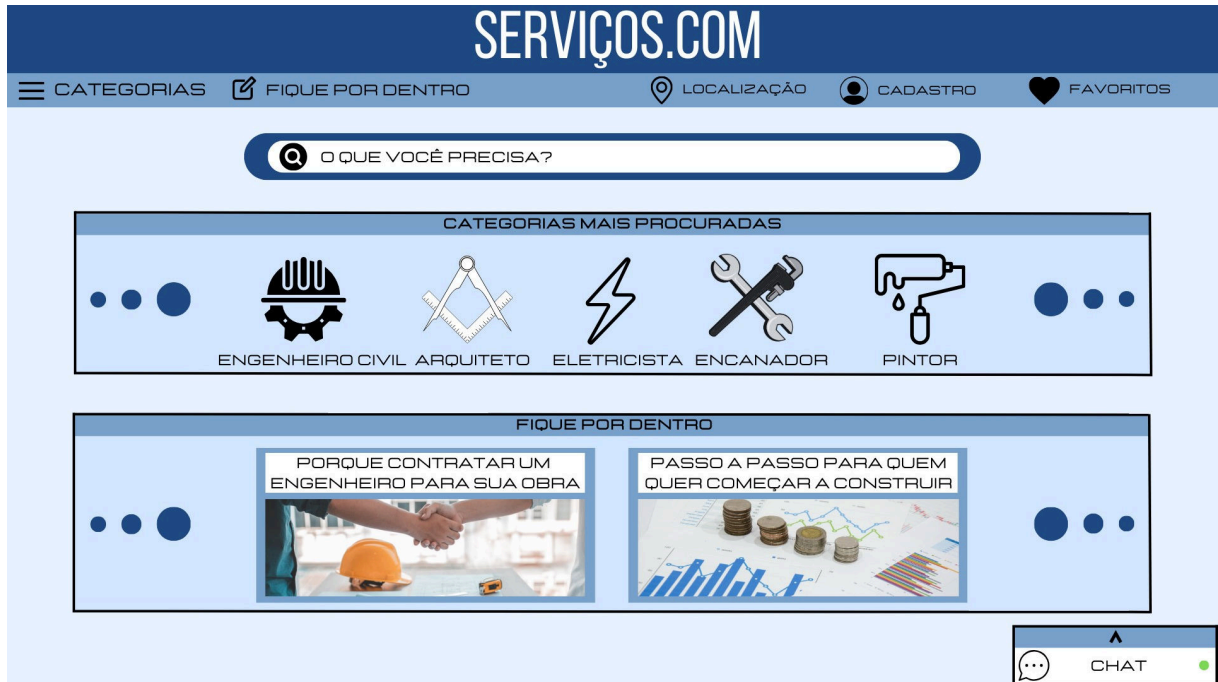 SERVIÇOS.COM
CATEGORIAS FIQUE POR DENTRO LOCALIZAÇÃO CADASTRO FAVORITOS
O QUE VOCÊ PRECISA?
CATEGORIAS MAIS PROCURADAS
ENGENHEIRO CIVIL ARQUITETO ELETRICISTA ENCANADOR PINTOR
FIQUE POR DENTRO
PORQUE CONTRATAR UM
ENGENHEIRO PARA SUA OBRA
PASSO A PASSO PARA QUEM
QUER COMEÇAR A CONSTRUIR
CHAT